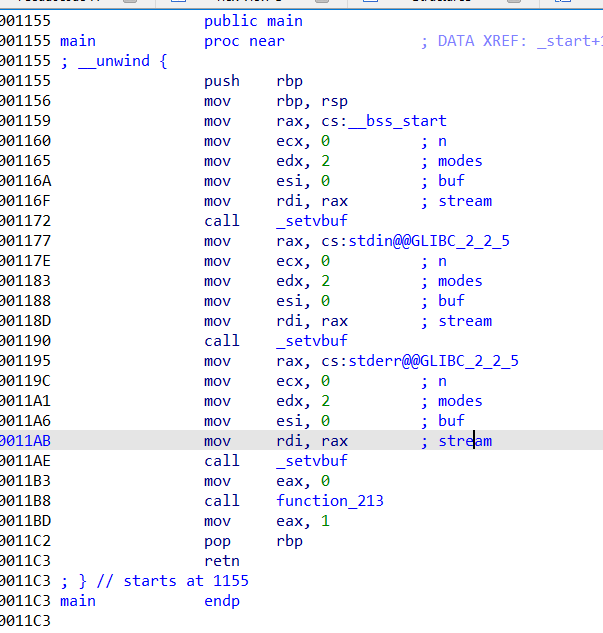 001155 public main
001155 main proc near ; DATA XREF: _start+1
001155 ; __unwind {
001155 push rbp
001156 mov rbp, rsp
001159 mov rax, cs:__bss_start
001160 mov ecx, 0 ; n
001165 mov edx, 2 ; modes
00116A mov esi, 0 ; buf
00116F mov rdi, rax ; stream
001172 call _setvbuf
001177 mov rax, cs:stdin@@GLIBC_2_2_5
00117E mov ecx, 0 ; n
001183 mov edx, 2 ; modes
001188 mov esi, 0 ; buf
00118D mov rdi, rax ; stream
001190 call _setvbuf
001195 mov rax, cs:stderr@@GLIBC_2_2_5
00119C mov ecx, 0 ; n
0011A1 mov edx, 2 ; modes
0011A6 mov esi, 0 ; buf
0011AB mov rdi, rax ; stream
0011AE call _setvbuf
0011B3 mov eax, 0
0011B8 call function_213
0011BD mov eax, 1
0011C2 pop rbp
0011C3 retn
0011C3 ; } // starts at 1155
0011C3 main endp
0011C3